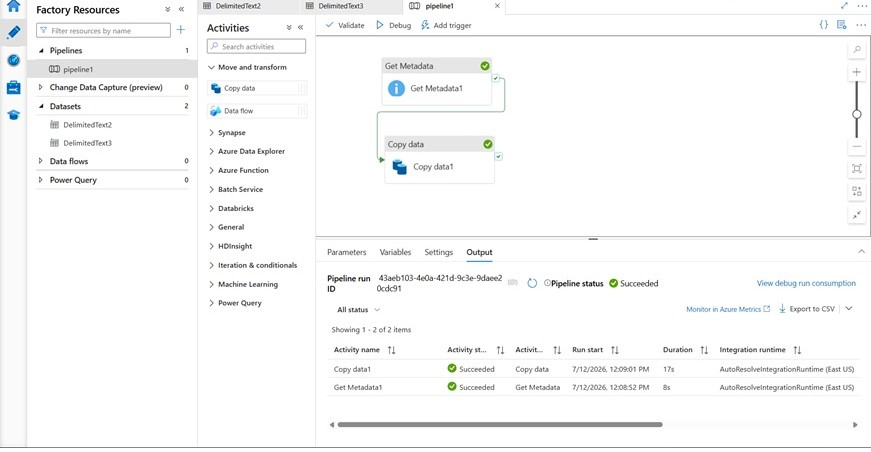 Factory Resources
Filter resources by name
Pipelines 1
pipeline1
Change Data Capture (preview) 0
Datasets 2
DelimitedText2
DelimitedText3
Data flows 0
Power Query 0
DelimitedText2
DelimitedText3
pipeline1
Activities
Search activities
Move and transform
Copy data
Data flow
Synapse
Azure Data Explorer
Azure Function
Batch Service
Databricks
General
HDInsight
Iteration & conditionals
Machine Learning
Power Query
Validate Debug Add trigger
Get Metadata
Get Metadata1
Copy data
Copy data1
Parameters Variables Settings Output
Pipeline run ID
43aeb103-4e0a-421d-9c3e-9daee2
0cdc91
Pipeline status Succeeded
View debug run consumption
All status
Monitor in Azure Metrics Export to CSV
Showing 1 - 2 of 2 items
Activity name Activity st... Activit... Run start Duration Integration runtime
Copy data1 Succeeded Copy data 7/12/2026, 12:09:01 PM 17s AutoResolveIntegrationRuntime (East US)
Get Metadata1 Succeeded Get Metadata 7/12/2026, 12:08:52 PM 8s AutoResolveIntegrationRuntime (East US)